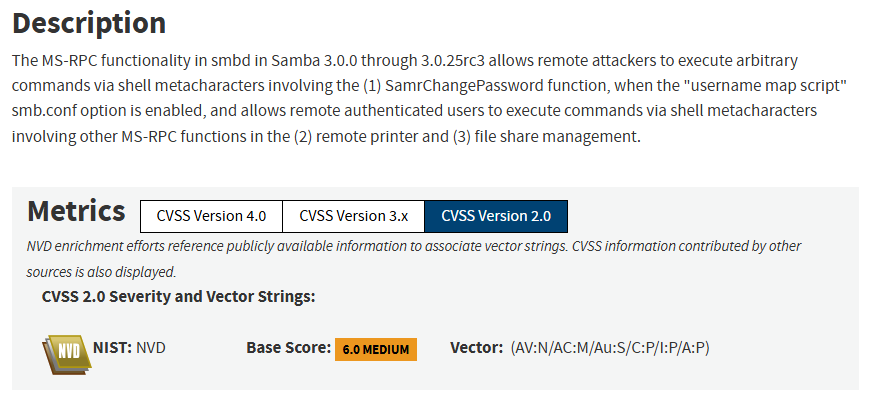 Description
The MS-RPC functionality in smbd in Samba 3.0.0 through 3.0.25rc3 allows remote attackers to execute arbitrary
commands via shell metacharacters involving the (1) SamrChangePassword function, when the "username map script"
smb.conf option is enabled, and allows remote authenticated users to execute commands via shell metacharacters
involving other MS-RPC functions in the (2) remote printer and (3) file share management.
Metrics CVSS Version 4.0 CVSS Version 3.x CVSS Version 2.0
NVD enrichment efforts reference publicly available information to associate vector strings. CVSS information contributed by other
sources is also displayed.
CVSS 2.0 Severity and Vector Strings:
NVD NIST: NVD Base Score: 6.0 MEDIUM Vector: (AV:N/AC:M/Au:S/C:P/I:P/A:P)